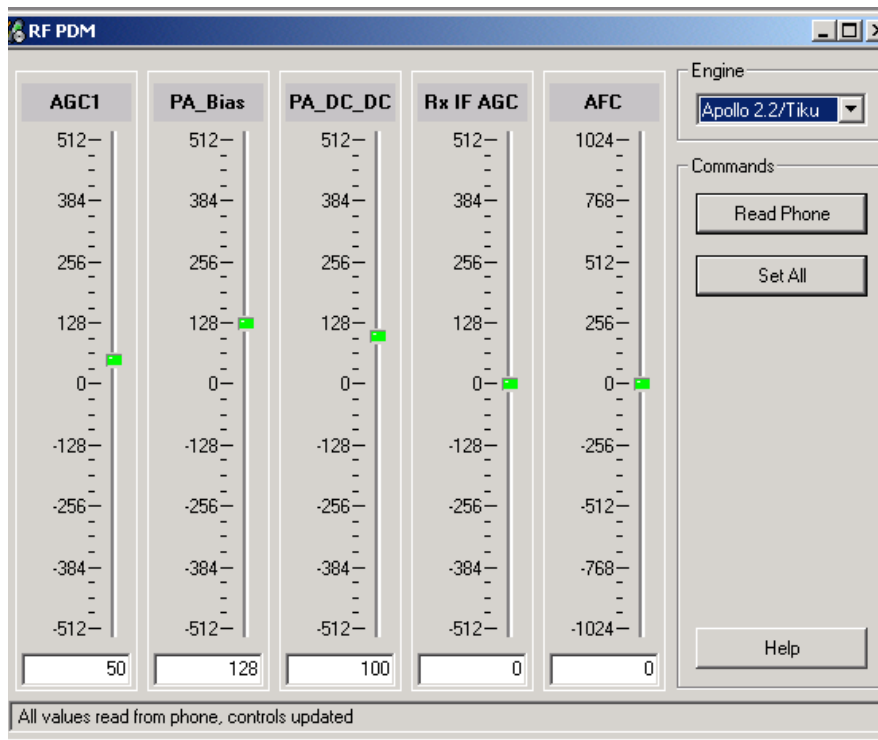 RF PDM
AGC1 PA_Bias PA_DC_DC Rx IF AGC AFC
512 512 512 512 1024
384 384 384 384 768
256 256 256 256 512
128 128 128 128 256
0 0 0 0 0
-128 -128 -128 -128 -256
-256 -256 -256 -256 -512
-384 -384 -384 -384 -768
-512 -512 -512 -512 -1024
50 128 100 0 0
Engine
Apollo 2.2/Tiku
Commands
Read Phone
Set All
Help
All values read from phone, controls updated